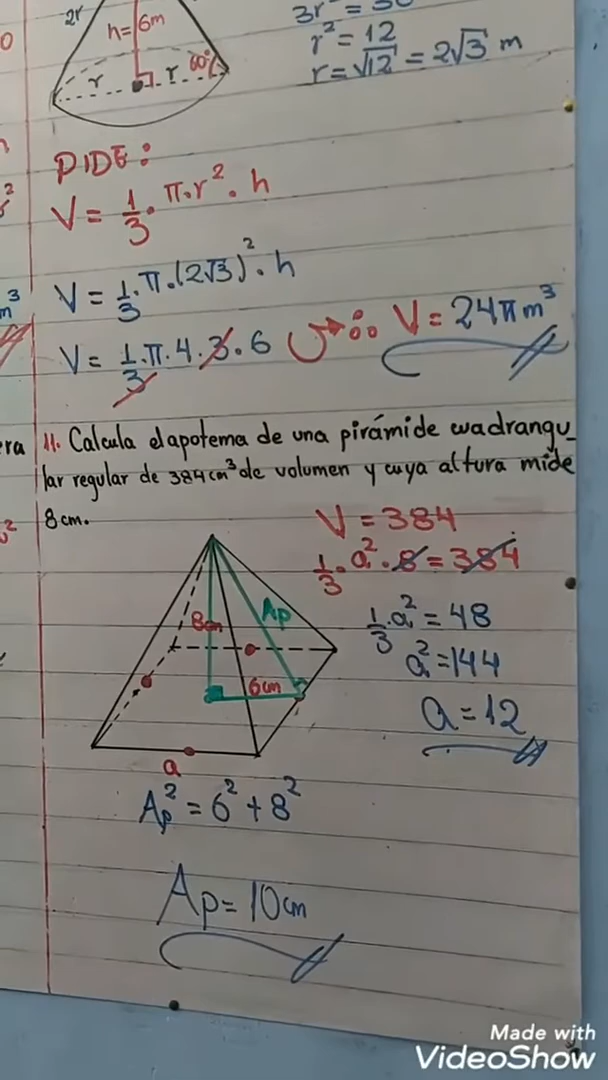 2r
h=6m
r
r
60°
3r²=36
r²=12
r=√12=2√3 m
PIDE:
V=1/3·π·r²·h
V=1/3·π·(2√3)²·h
V=1/3·π·4·3·6 ∴ V=24πm³
era
11. Calcula el apotema de una pirámide cuadrangu_
lar regular de 384cm³ de volumen y cuya altura mide
8cm.
V=384
1/3·a²·8=384
1/3·a²=48
a²=144
a=12
8cm
Ap
6cm
a
Ap²=6²+8²
Ap=10cm
Made with
VideoShow